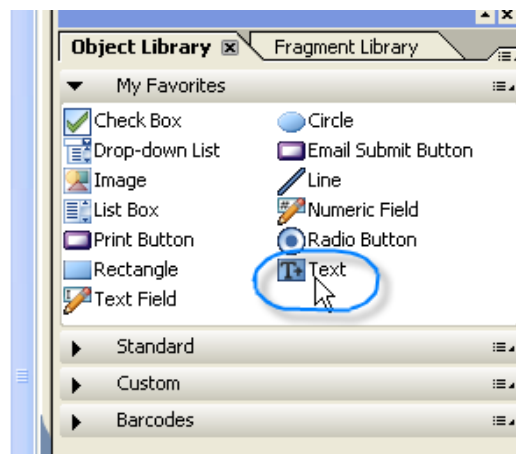 Object Library Fragment Library
My Favorites
Check Box Circle
Drop-down List Email Submit Button
Image Line
List Box Numeric Field
Print Button Radio Button
Rectangle Text
Text Field
Standard
Custom
Barcodes